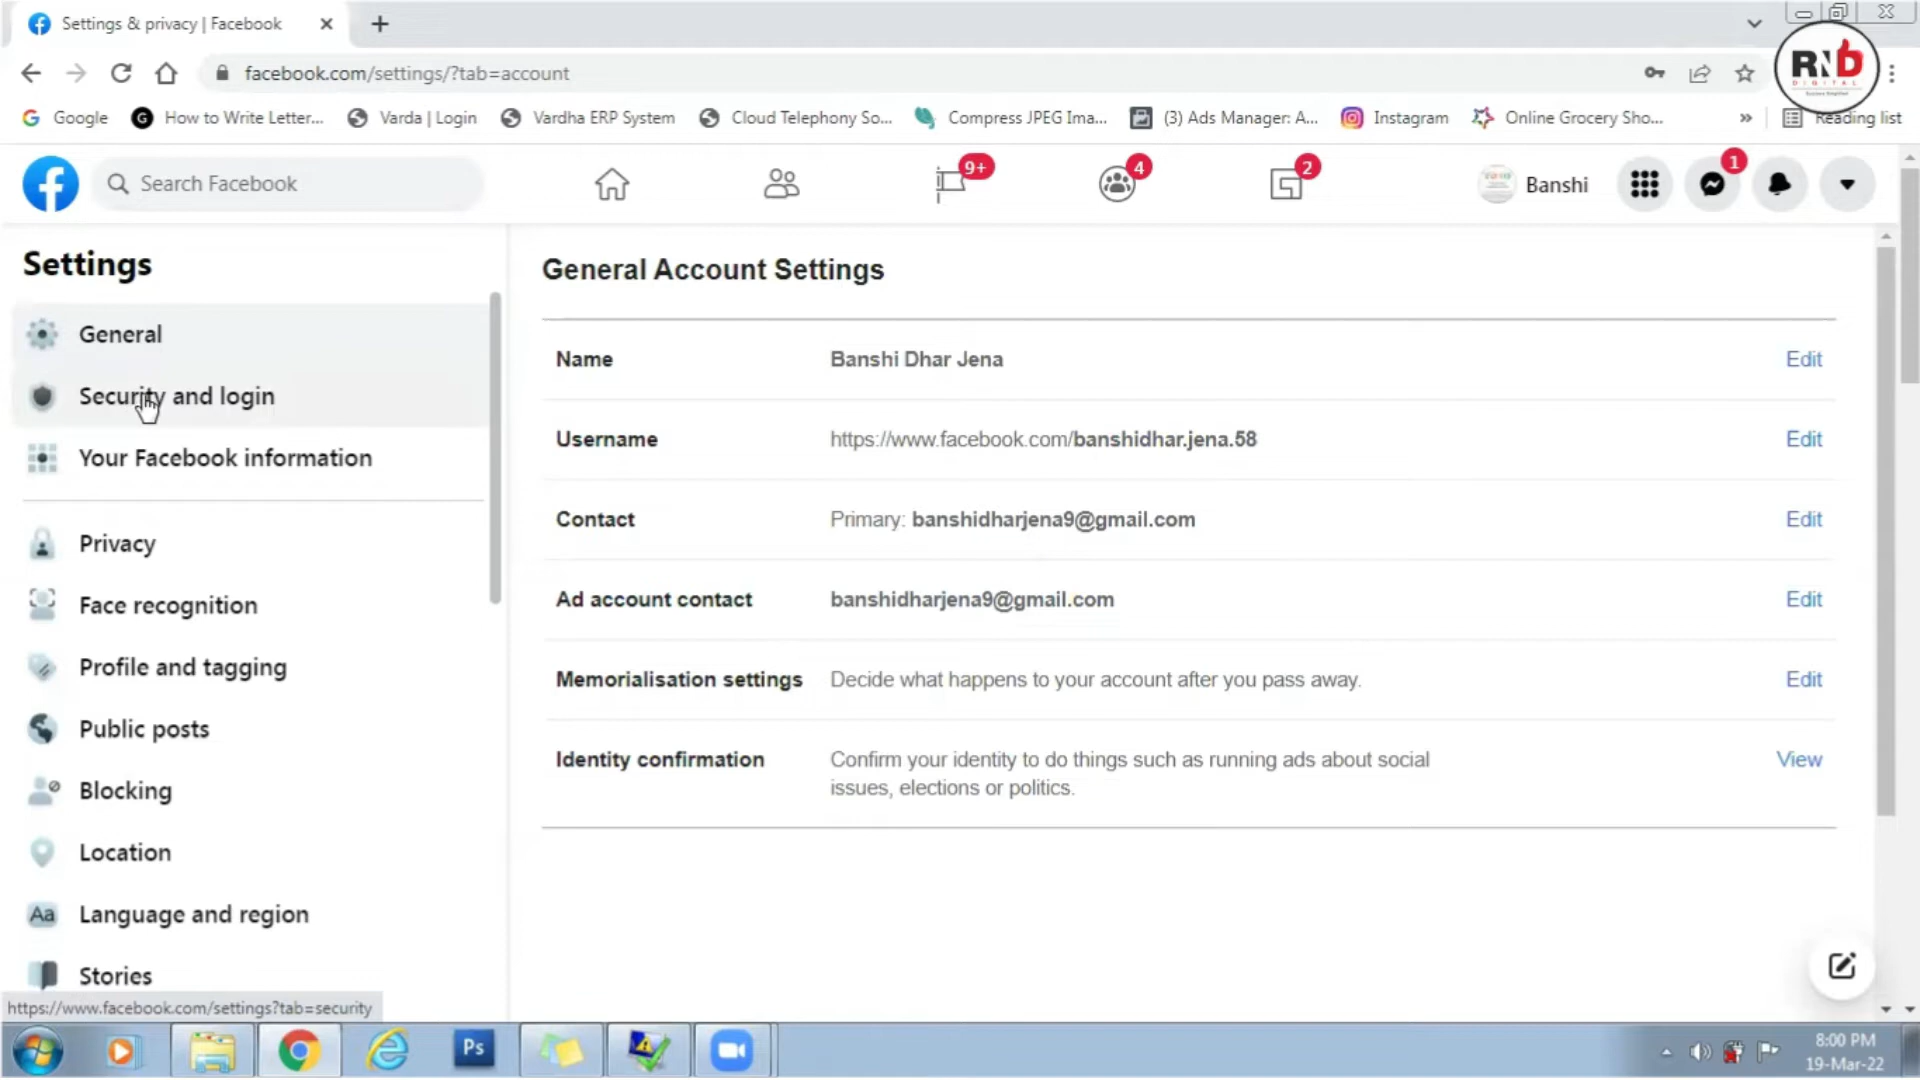 Settings & privacy | Facebook
facebook.com/settings/?tab=account
RND
DIGITAL
Google
How to Write Letter...
Varda | Login
Vardha ERP System
Cloud Telephony So...
Compress JPEG Ima...
(3) Ads Manager: A...
Instagram
Online Grocery Sho...
Reading list
Search Facebook
9+
4
2
Banshi
1
Settings
General
Security and login
Your Facebook information
Privacy
Face recognition
Profile and tagging
Public posts
Blocking
Location
Aa
Language and region
Stories
https://www.facebook.com/settings?tab=security
General Account Settings
Name
Banshi Dhar Jena
Edit
Username
https://www.facebook.com/banshidhar.jena.58
Edit
Contact
Primary: banshidharjena9@gmail.com
Edit
Ad account contact
banshidharjena9@gmail.com
Edit
Memorialisation settings
Decide what happens to your account after you pass away.
Edit
Identity confirmation
Confirm your identity to do things such as running ads about social
issues, elections or politics.
View
Ps
8:00 PM
19-Mar-22